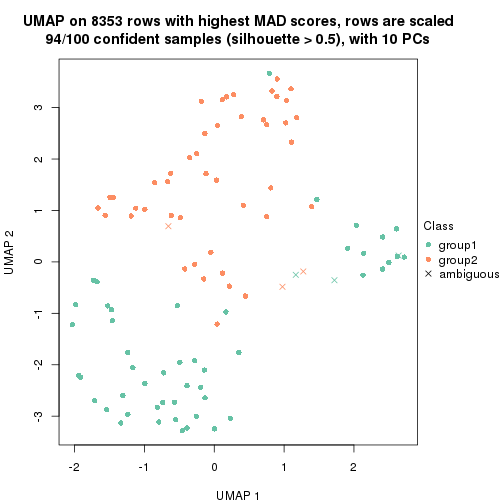 UMAP on 8353 rows with highest MAD scores, rows are scaled
94/100 confident samples (silhouette > 0.5), with 10 PCs
3
2
1
0
-1
-2
-3
UMAP 2
-2
-1
0
1
2
UMAP 1
Class
group1
group2
ambiguous